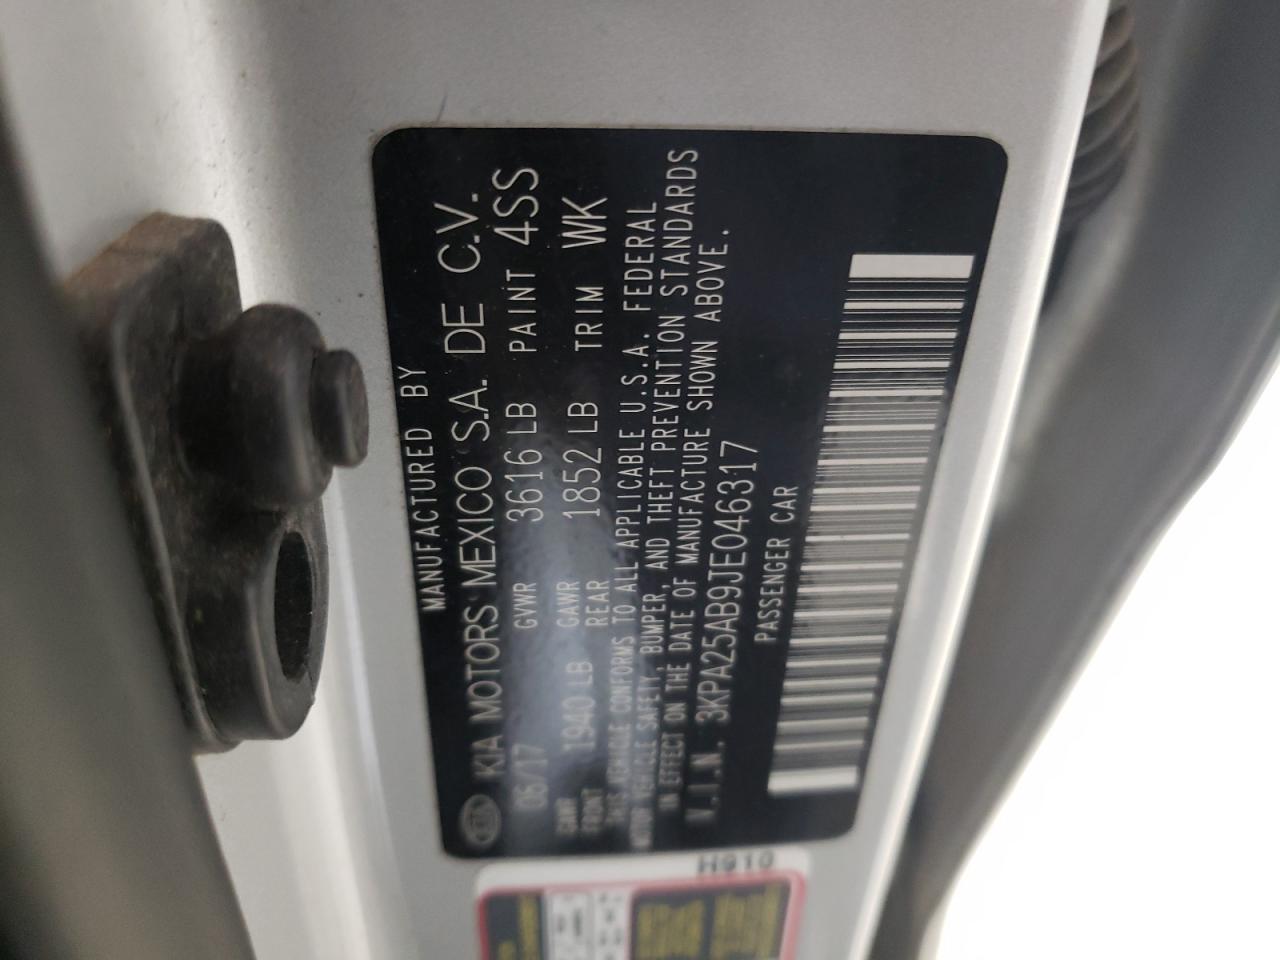 MANUFACTURED BY
KIA KIA MOTORS MEXICO S.A. DE C.V.
06/17 GVWR 3616 LB PAINT 4SS
GAWR FRONT 1940 LB GAWR REAR 1852 LB TRIM WK
THIS VEHICLE CONFORMS TO ALL APPLICABLE U.S.A. FEDERAL
MOTOR VEHICLE SAFETY, BUMPER, AND THEFT PREVENTION STANDARDS
IN EFFECT ON THE DATE OF MANUFACTURE SHOWN ABOVE.
V.I.N. 3KPA25AB9JE046317
PASSENGER CAR
H910